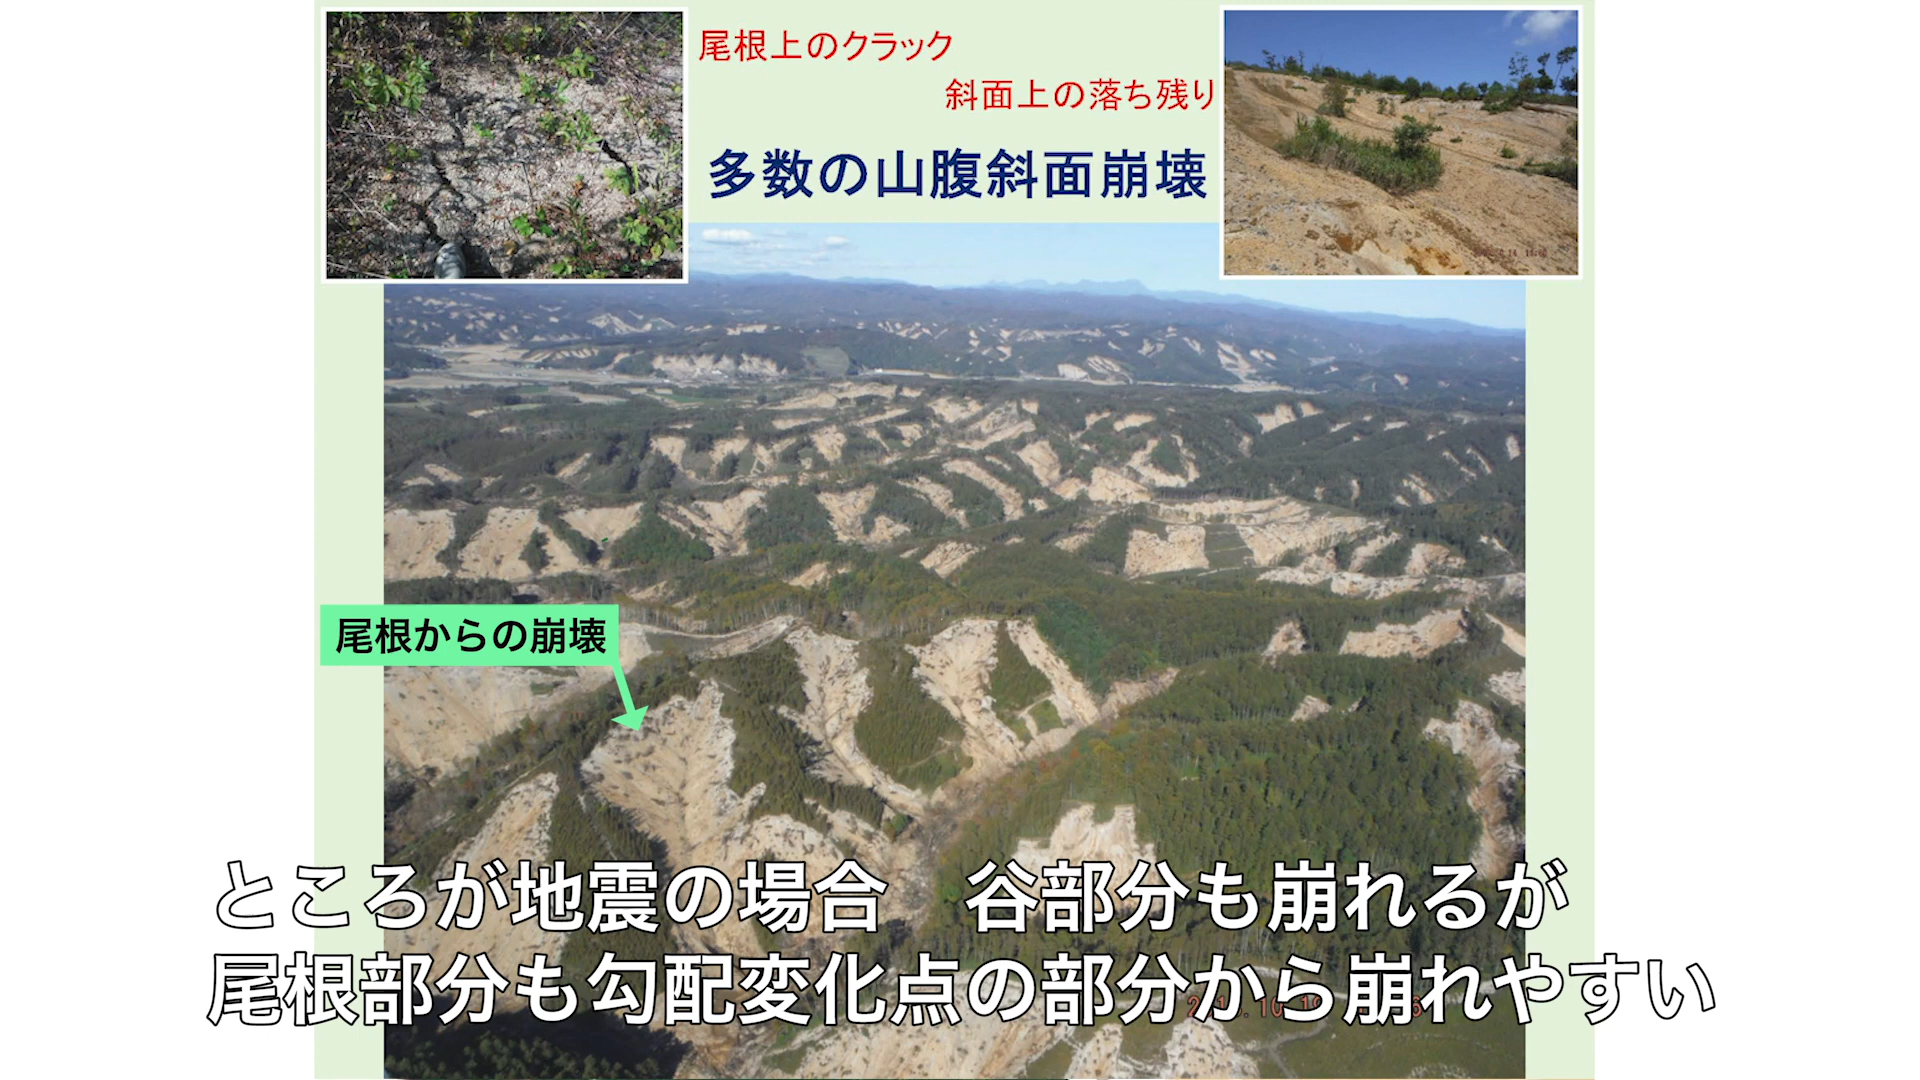 尾根上のクラック
斜面上の落ち残り
多数の山腹斜面崩壊
尾根からの崩壊
ところが地震の場合　谷部分も崩れるが
尾根部分も勾配変化点の部分から崩れやすい